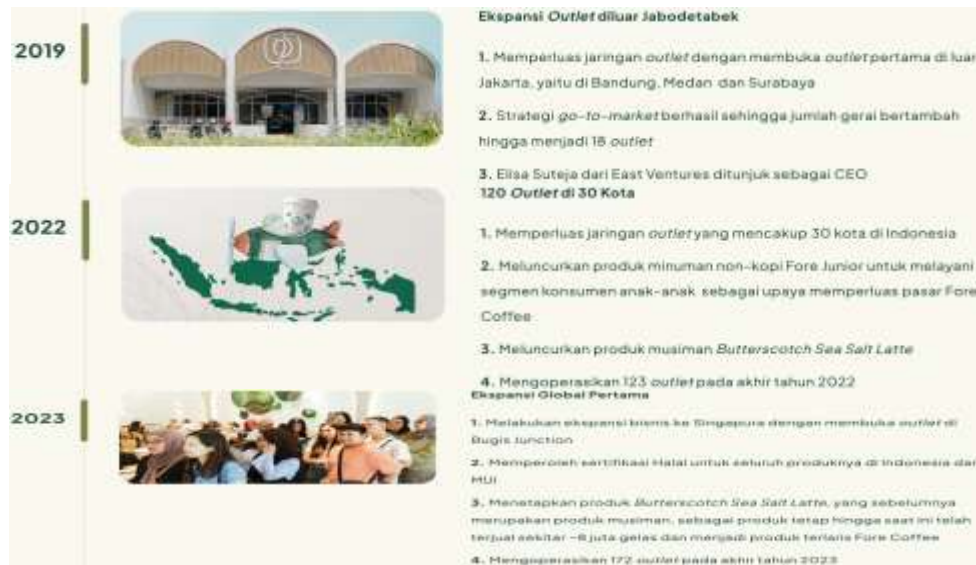 2019
Ekspansi Outlet diluar Jabodetabek
1. Memperluas jaringan outlet dengan membuka outlet pertama di luar
Jakarta, yaitu di Bandung, Medan dan Surabaya
2. Strategi go-to-market berhasil sehingga jumlah gerai bertambah
hingga menjadi 18 outlet
3. Elisa Suteja dari East Ventures ditunjuk sebagai CEO
2022
120 Outlet di 30 Kota
1. Memperluas jaringan outlet yang mencakup 30 kota di Indonesia
2. Meluncurkan produk minuman non-kopi Fore Junior untuk melayani
segmen konsumen anak-anak sebagai upaya memperluas pasar Fore
Coffee
3. Meluncurkan produk musiman Butterscotch Sea Salt Latte
4. Mengoperasikan 123 outlet pada akhir tahun 2022
2023
Ekspansi Global Pertama
1. Melakukan ekspansi bisnis ke Singapura dengan membuka outlet di
Bugis Junction
2. Memperoleh sertifikasi Halal untuk seluruh produknya di Indonesia dari
MUI
3. Menetapkan produk Butterscotch Sea Salt Latte, yang sebelumnya
merupakan produk musiman, sebagai produk tetap hingga saat ini telah
terjual sekitar juta gelas dan menjadi produk terlaris Fore Coffee
4. Mengoperasikan 172 outlet pada akhir tahun 2023